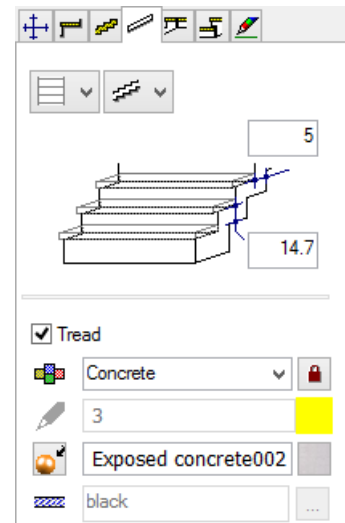 5
14.7
Tread
Concrete
3
Exposed concrete002
black
...